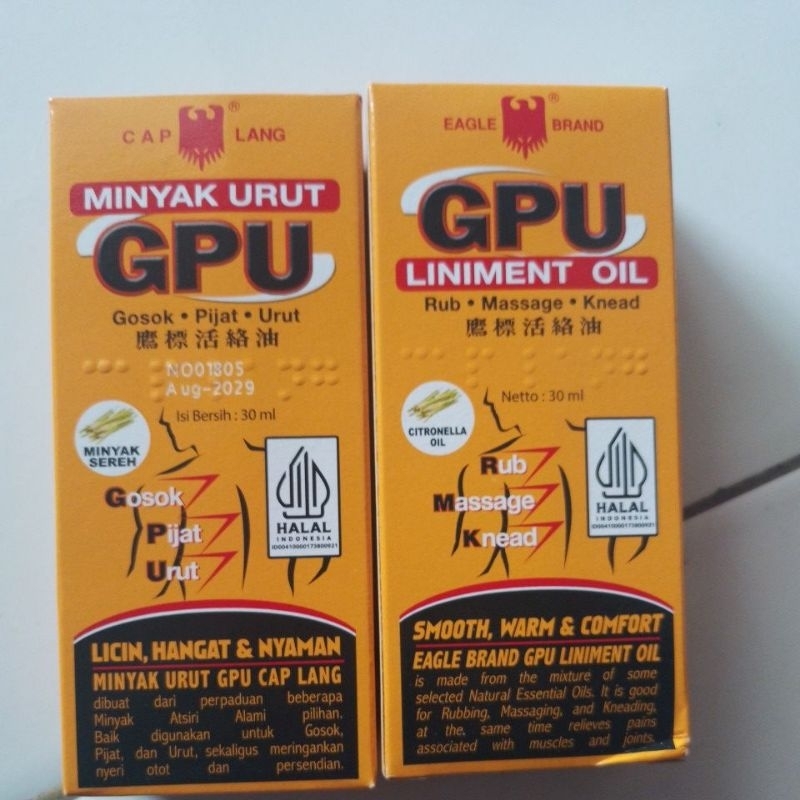 CAP LANG
®
MINYAK URUT
GPU
Gosok • Pijat • Urut
鷹標活絡油
NO01805
Aug-2029
Isi Bersih : 30 ml
MINYAK
SEREH
Gosok
Pijat
Urut
HALAL
INDONESIA
ID00410000173800921
LICIN, HANGAT & NYAMAN
MINYAK URUT GPU CAP LANG
dibuat dari perpaduan beberapa
Minyak Atsiri Alami pilihan.
Baik digunakan untuk Gosok,
Pijat, dan Urut, sekaligus meringankan
nyeri otot dan persendian.
EAGLE BRAND
®
GPU
LINIMENT OIL
Rub • Massage • Knead
鷹標活絡油
Netto : 30 ml
CITRONELLA
OIL
Rub
Massage
Knead
HALAL
INDONESIA
ID00410000173800921
SMOOTH, WARM & COMFORT
EAGLE BRAND GPU LINIMENT OIL
is made from the mixture of some
selected Natural Essential Oils. It is good
for Rubbing, Massaging, and Kneading,
at the same time relieves pains
associated with muscles and joints.